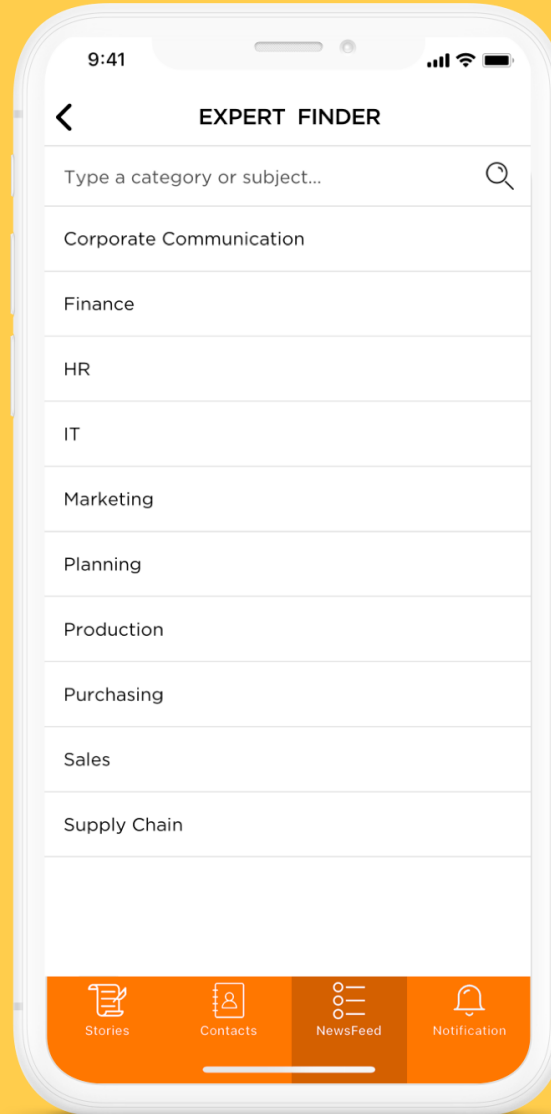 9:41
EXPERT FINDER
Type a category or subject...
Corporate Communication
Finance
HR
IT
Marketing
Planning
Production
Purchasing
Sales
Supply Chain
Stories Contacts NewsFeed Notification